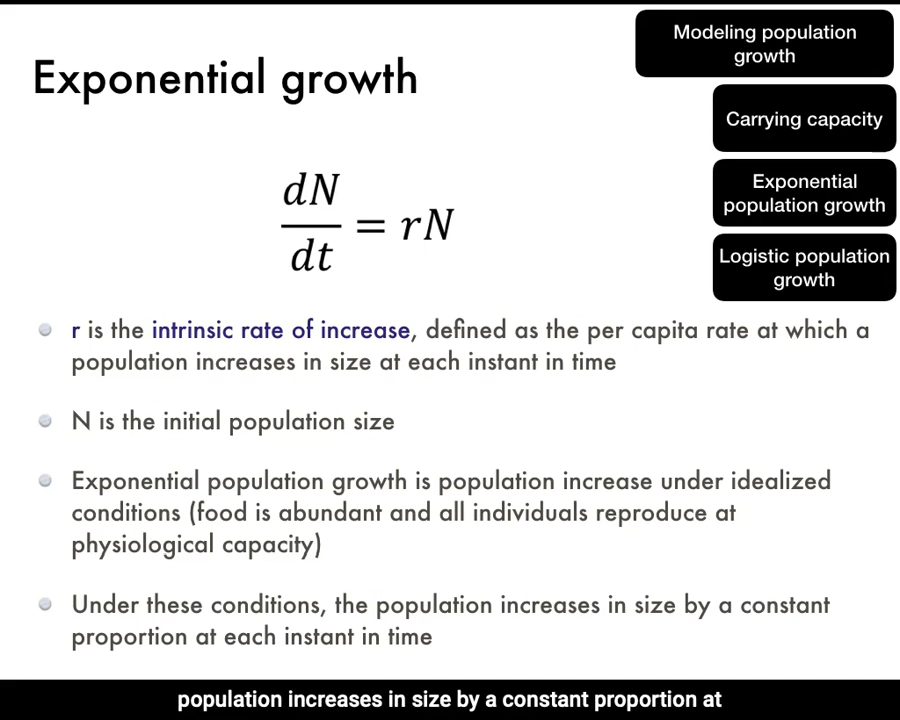 Modeling population
growth
Exponential growth
Carrying capacity
Exponential
population growth
Logistic population
growth
dN
dt
= rN
r is the intrinsic rate of increase, defined as the per capita rate at which a
population increases in size at each instant in time
N is the initial population size
Exponential population growth is population increase under idealized
conditions (food is abundant and all individuals reproduce at
physiological capacity)
Under these conditions, the population increases in size by a constant
proportion at each instant in time
population increases in size by a constant proportion at